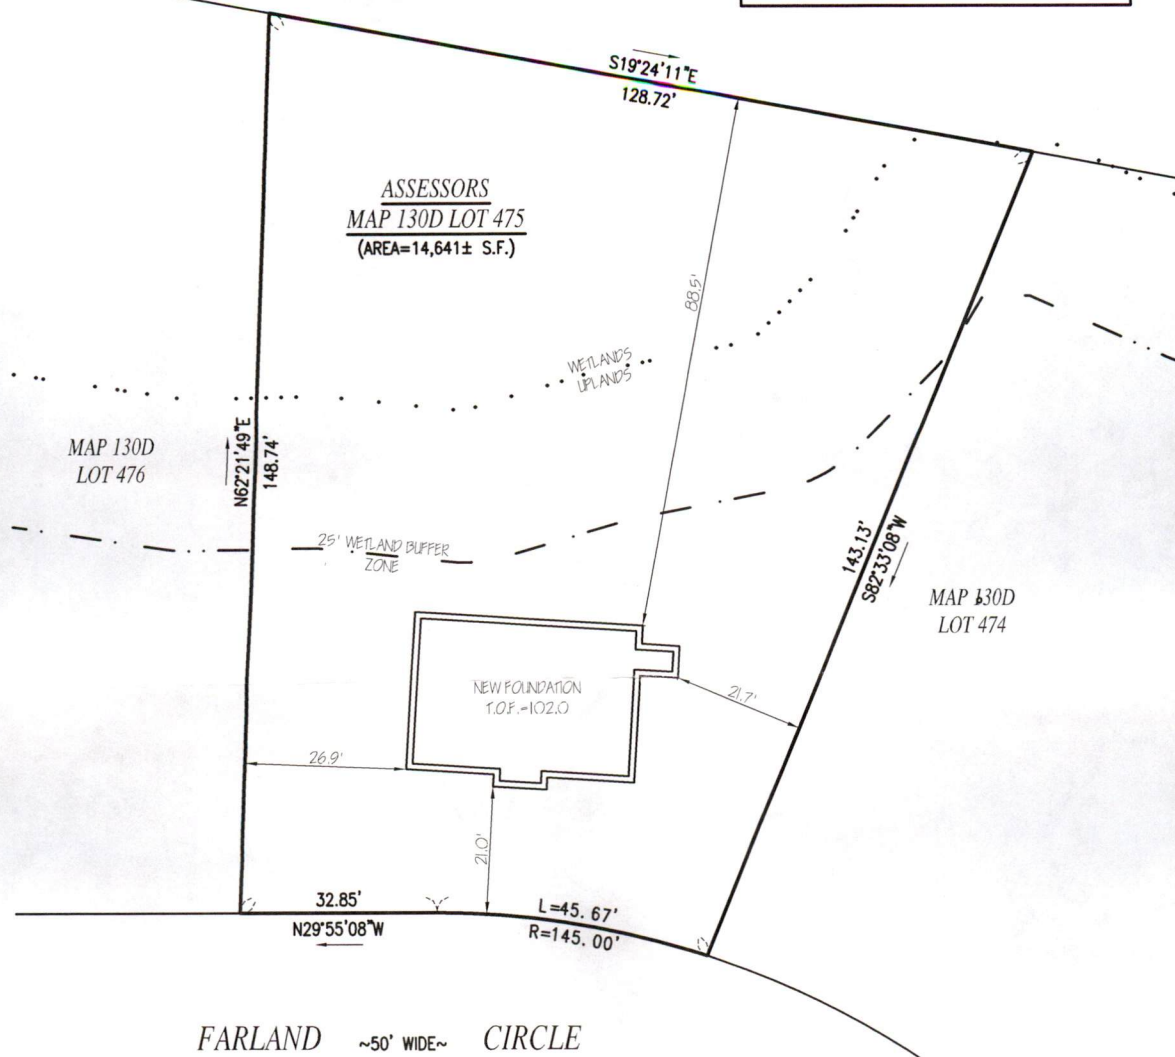 S19°24'11"E
128.72'
ASSESSORS
MAP 130D LOT 475
(AREA=14,641± S.F.)
88.5'
WETLANDS
UPLANDS
MAP 130D
LOT 476
N62°21'49"E
148.74'
25' WETLAND BUFFER
ZONE
143.13'
S82°33'08"W
MAP 130D
LOT 474
NEW FOUNDATION
T.O.F.=102.0
21.7'
26.9'
21.0'
32.85'
N29°55'08"W
L=45.67'
R=145.00'
FARLAND ~50' WIDE~ CIRCLE